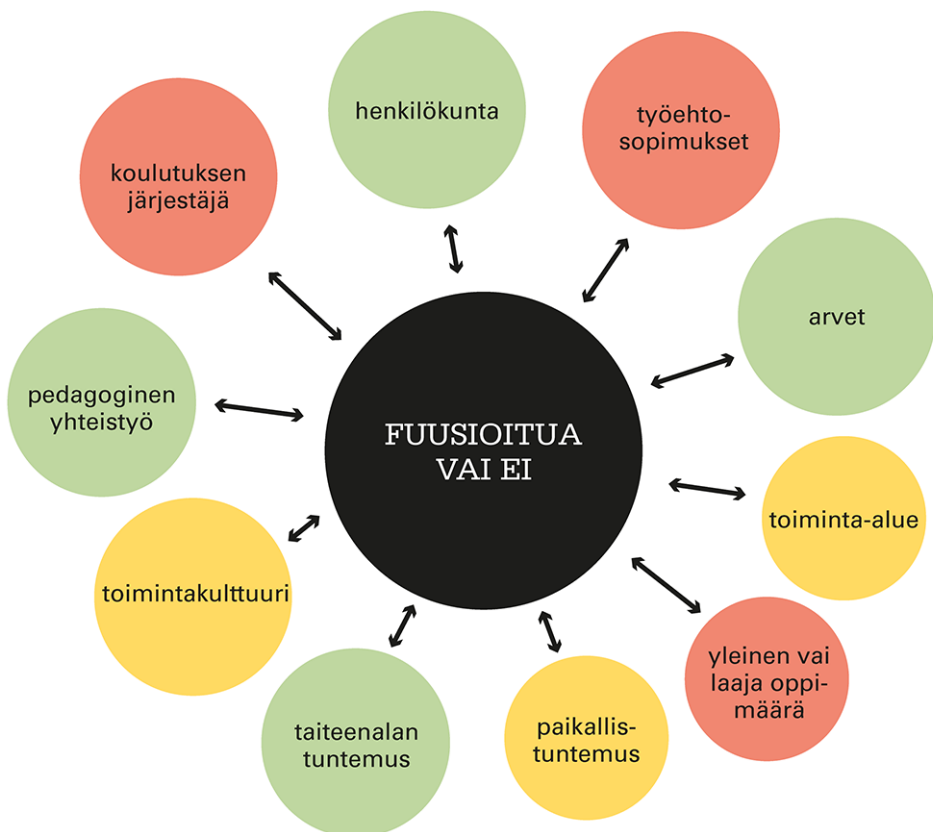 henkilökunta
työehto-
sopimukset
koulutuksen
järjestäjä
arvet
pedagoginen
yhteistyö
FUUSIOITUA
VAI EI
toiminta-alue
toimintakulttuuri
yleinen vai
laaja oppi-
määrä
taiteenalan
tuntemus
paikallis-
tuntemus